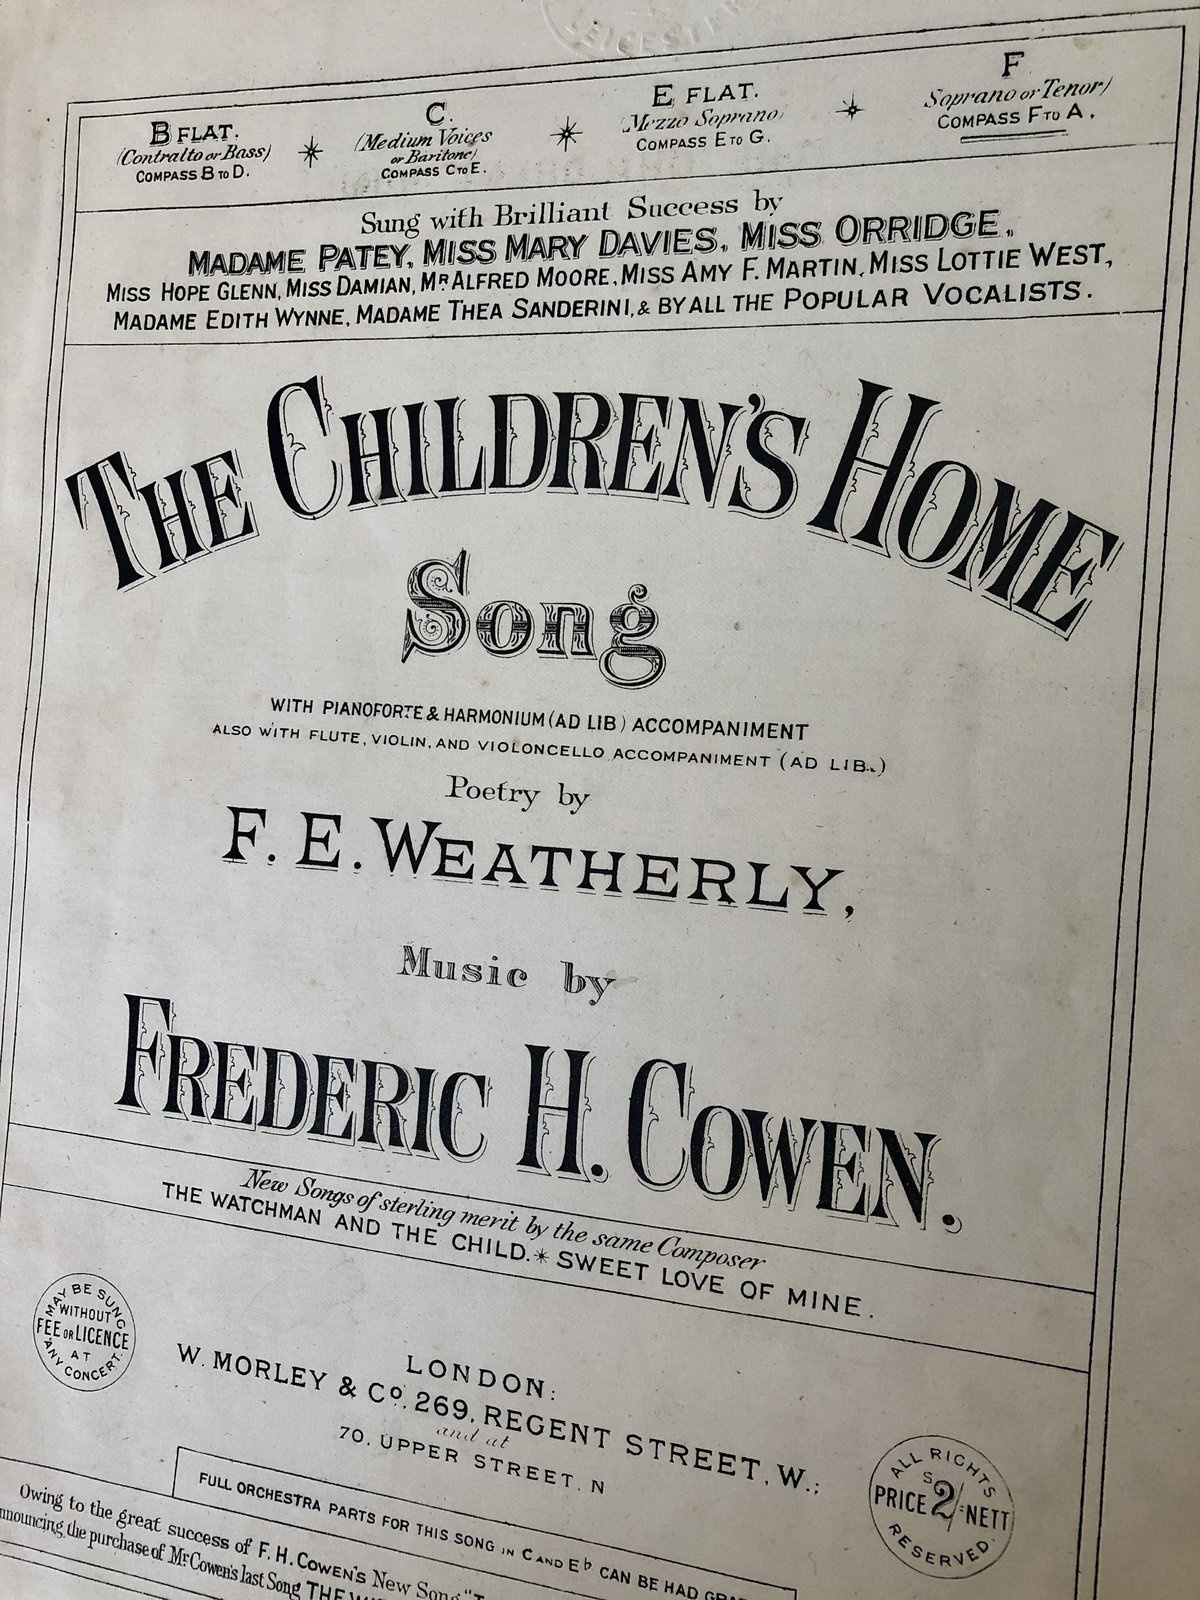 LEICESTER
B FLAT.
(Contralto or Bass)
COMPASS B TO D.
C.
(Medium Voices
or Baritone)
COMPASS C TO E.
E FLAT.
(Mezzo Soprano)
COMPASS E TO G.
F
Soprano or Tenor)
COMPASS F TO A.
Sung with Brilliant Success by
MADAME PATEY, MISS MARY DAVIES, MISS ORRIDGE,
MISS HOPE GLENN, MISS DAMIAN, MR ALFRED MOORE, MISS AMY F. MARTIN, MISS LOTTIE WEST,
MADAME EDITH WYNNE, MADAME THEA SANDERINI, & BY ALL THE POPULAR VOCALISTS.
THE CHILDREN'S HOME
Song
WITH PIANOFORTE & HARMONIUM (AD LIB) ACCOMPANIMENT
ALSO WITH FLUTE, VIOLIN, AND VIOLONCELLO ACCOMPANIMENT (AD LIB.)
Poetry by
F. E. WEATHERLY,
Music by
FREDERIC H. COWEN.
New Songs of sterling merit by the same Composer
THE WATCHMAN AND THE CHILD. * SWEET LOVE OF MINE.
MAY BE SUNG
WITHOUT
FEE OR LICENCE
AT
ANY CONCERT.
LONDON:
W. MORLEY & Co. 269, REGENT STREET, W.;
and at
70, UPPER STREET, N
ALL RIGHTS
S
PRICE 2/= NETT
RESERVED.
FULL ORCHESTRA PARTS FOR THIS SONG IN C AND E♭ CAN BE HAD
Owing to the great success of F. H. COWEN'S New Song
the purchase of Mr Cowen's last Song THE